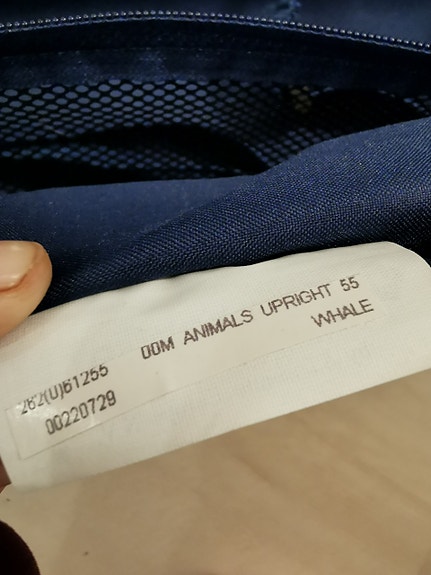 00M ANIMALS UPRIGHT 55
WHALE
262(U)61255
00220729